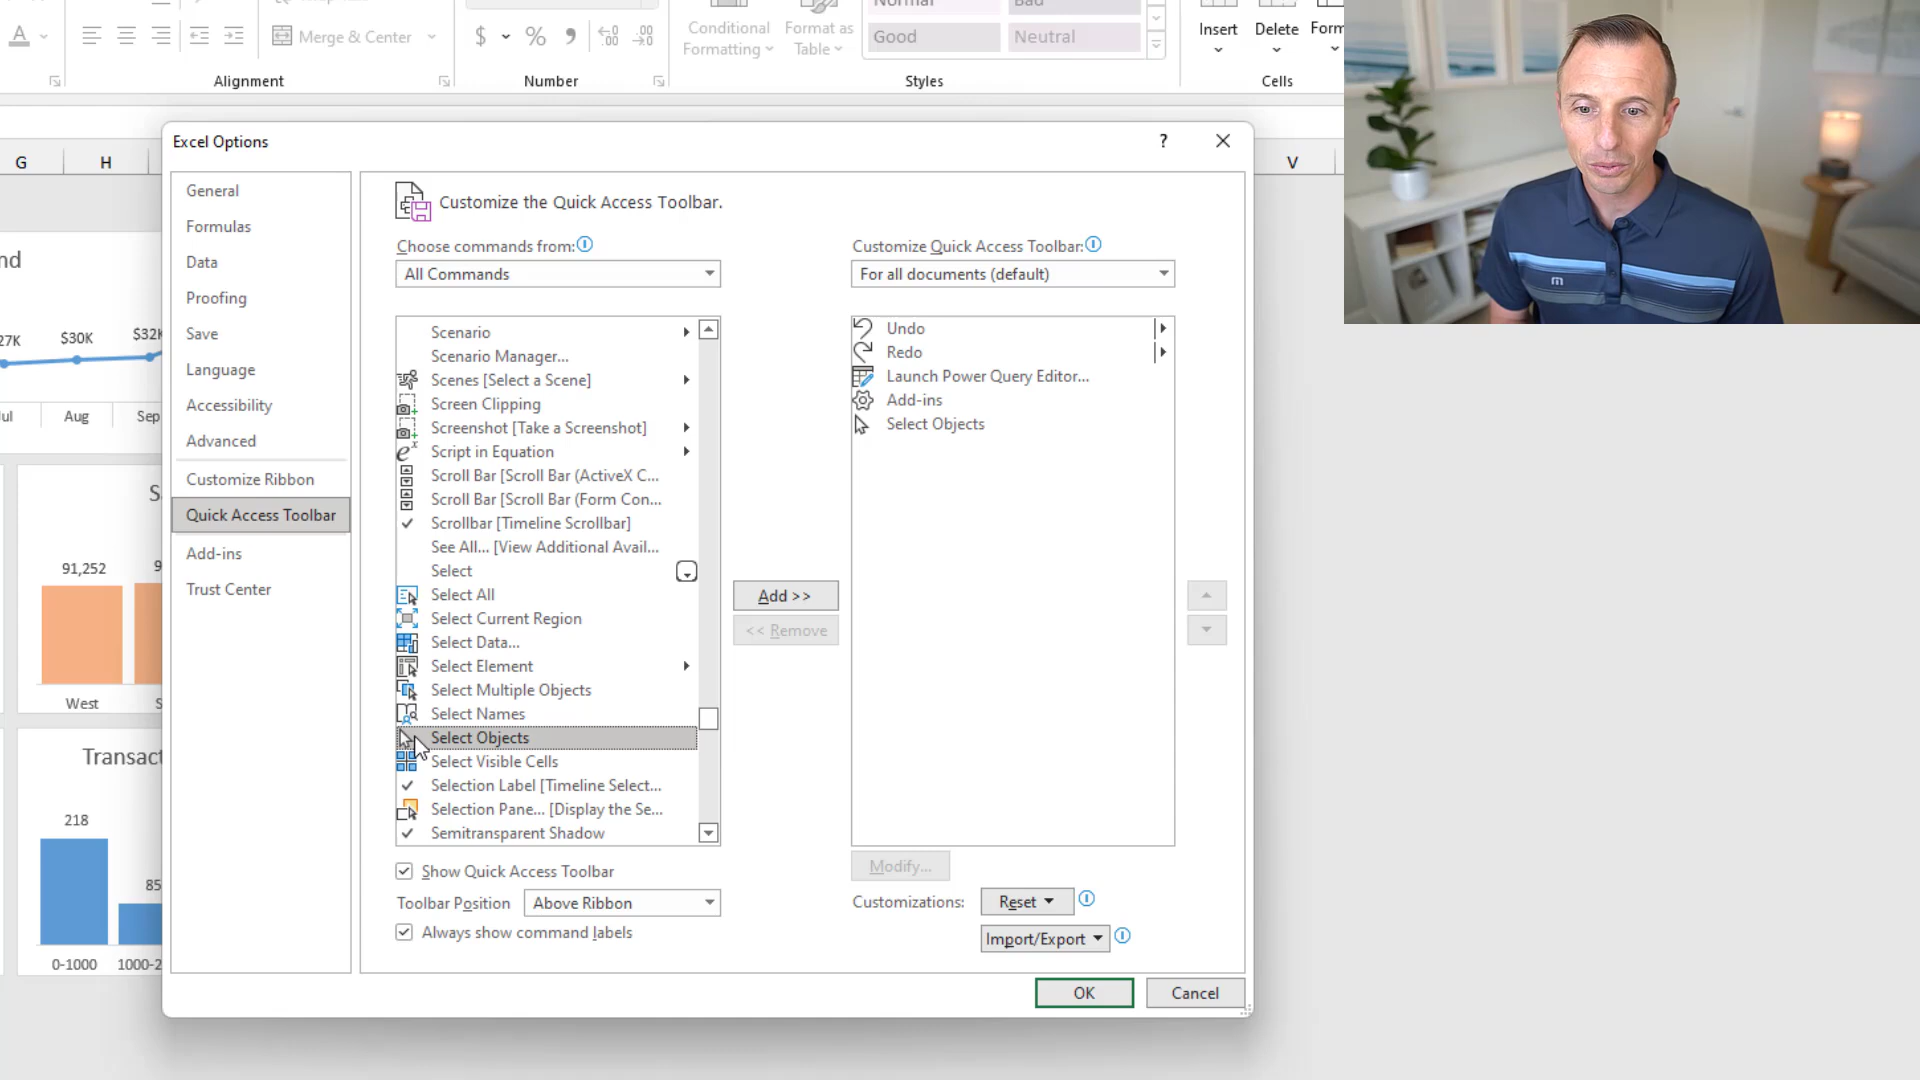 Merge & Center
$ % 9
Conditional
Formatting
Format as
Table
Normal
Bad
Good
Neutral
Insert
Delete
Alignment
Number
Styles
Cells
G
H
V
Excel Options
?
General
Formulas
Data
Proofing
Save
Language
Accessibility
Advanced
Customize Ribbon
Quick Access Toolbar
Add-ins
Trust Center
Customize the Quick Access Toolbar.
Choose commands from:
All Commands
Scenario
Scenario Manager...
Scenes [Select a Scene]
Screen Clipping
Screenshot [Take a Screenshot]
Script in Equation
Scroll Bar [Scroll Bar (ActiveX C...
Scroll Bar [Scroll Bar (Form Con...
Scrollbar [Timeline Scrollbar]
See All... [View Additional Avail...
Select
Select All
Select Current Region
Select Data...
Select Element
Select Multiple Objects
Select Names
Select Objects
Select Visible Cells
Selection Label [Timeline Select...
Selection Pane... [Display the Se...
Semitransparent Shadow
Show Quick Access Toolbar
Toolbar Position
Above Ribbon
Always show command labels
Add >>
<< Remove
Customize Quick Access Toolbar:
For all documents (default)
Undo
Redo
Launch Power Query Editor...
Add-ins
Select Objects
Modify...
Customizations:
Reset
Import/Export
OK
Cancel
27K
$30K
$32K
Aug
Sep
91,252
West
Transact
218
85
0-1000
1000-2